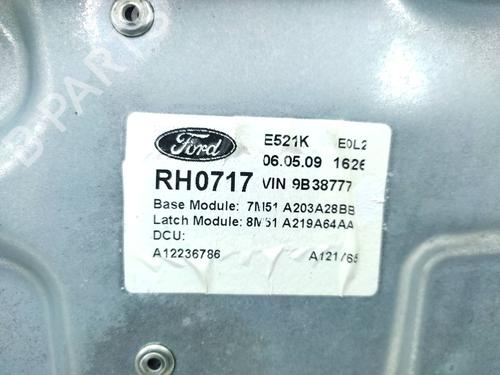 B-PARTS
Ford
E521K E0L2
06.05.09 1626
RH0717 VIN 9B38777
Base Module: 7M51 A203A28BB
Latch Module: 8M51 A219A64AA
DCU:
A12236786 A121/65